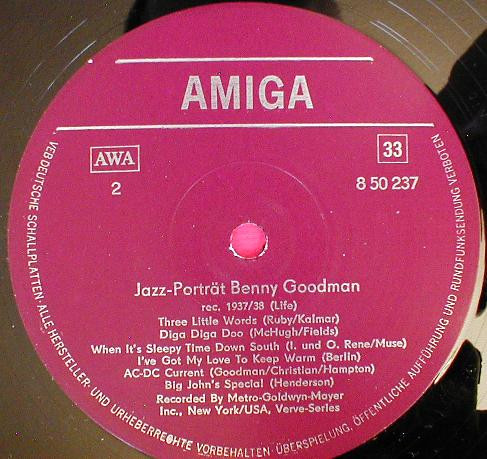 AMIGA
AWA
33
2
8 50 237
Jazz-Porträt Benny Goodman
rec. 1937/38 (Life)
Three Little Words (Ruby/Kalmar)
Diga Diga Doo (McHugh/Fields)
When It's Sleepy Time Down South (I. und O. Rene/Muse)
I've Got My Love To Keep Warm (Berlin)
AC-DC Current (Goodman/Christian/Hampton)
Big John's Special (Henderson)
Recorded By Metro-Goldwyn-Mayer
Inc., New York/USA, Verve-Series
VEB DEUTSCHE SCHALLPLATTEN · ALLE HERSTELLER- UND URHEBERRECHTE VORBEHALTEN · ÜBERSPIELUNG, ÖFFENTLICHE AUFFÜHRUNG UND RUNDFUNKSENDUNG VERBOTEN